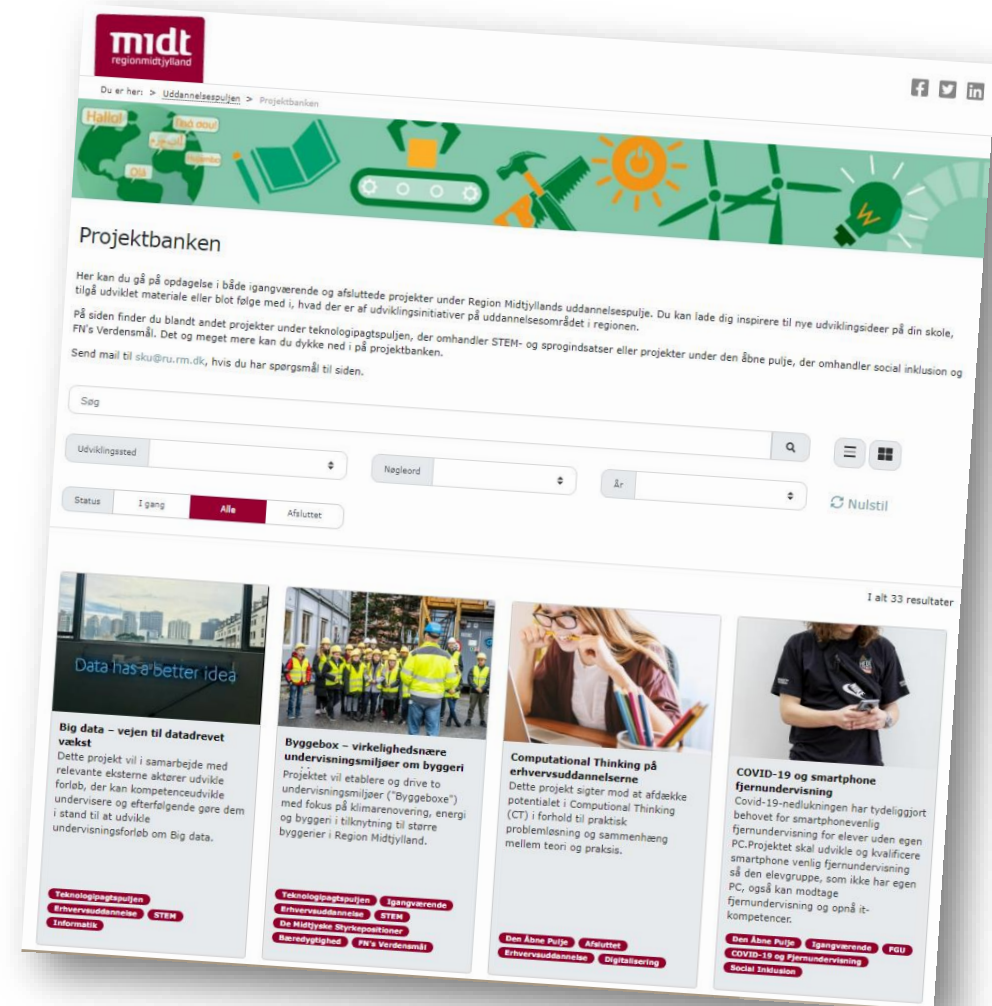 midt
regionmidtjylland
Du er her: > Uddannelsespuljen > Projektbanken
Hallo!
Olá
Projektbanken
Her kan du gå på opdagelse i både igangværende og afsluttede projekter under Region Midtjyllands uddannelsespulje. Du kan lade dig inspirere til nye udviklingsideer på din skole,
tilgå udviklet materiale eller blot følge med i, hvad der er af udviklingsinitiativer på uddannelsesområdet i regionen.
På siden finder du blandt andet projekter under teknologipagtspuljen, der omhandler STEM- og sprogindsatser eller projekter under den åbne pulje, der omhandler social inklusion og
FN's Verdensmål. Det og meget mere kan du dykke ned i på projektbanken.
Send mail til sku@ru.rm.dk, hvis du har spørgsmål til siden.
Søg
Udviklingssted
Nøgleord
År
Nulstil
Status
I gang
Alle
Afsluttet
I alt 33 resultater
Data has a better idea
Big data – vejen til datadrevet
vækst
Dette projekt vil i samarbejde med
relevante eksterne aktører udvikle
forløb, der kan kompetenceudvikle
undervisere og efterfølgende gøre dem
i stand til at udvikle
undervisningsforløb om Big data.
Teknologipagtspuljen
Erhvervsuddannelse STEM
Informatik
Byggebox – virkelighedsnære
undervisningsmiljøer om byggeri
Projektet vil etablere og drive to
undervisningsmiljøer ("Byggeboxe")
med fokus på klimarenovering, energi
og byggeri i tilknytning til større
byggerier i Region Midtjylland.
Teknologipagtspuljen Igangværende
Erhvervsuddannelse STEM
De Midtjyske Styrkepositioner
Bæredygtighed FN's Verdensmål
Computational Thinking på
erhvervsuddannelserne
Dette projekt sigter mod at afdække
potentialet i Computional Thinking
(CT) i forhold til praktisk
problemløsning og sammenhæng
mellem teori og praksis.
Den Åbne Pulje Afsluttet
Erhvervsuddannelse Digitalisering
COVID-19 og smartphone
fjernundervisning
Covid-19-nedlukningen har tydeliggjort
behovet for smartphonevenlig
fjernundervisning for elever uden egen
PC.Projektet skal udvikle og kvalificere
smartphone venlig fjernundervisning
så den elevgruppe, som ikke har egen
PC, også kan modtage
fjernundervisning og opnå it-
kompetencer.
Den Åbne Pulje Igangværende FGU
COVID-19 og Fjernundervisning
Social Inklusion